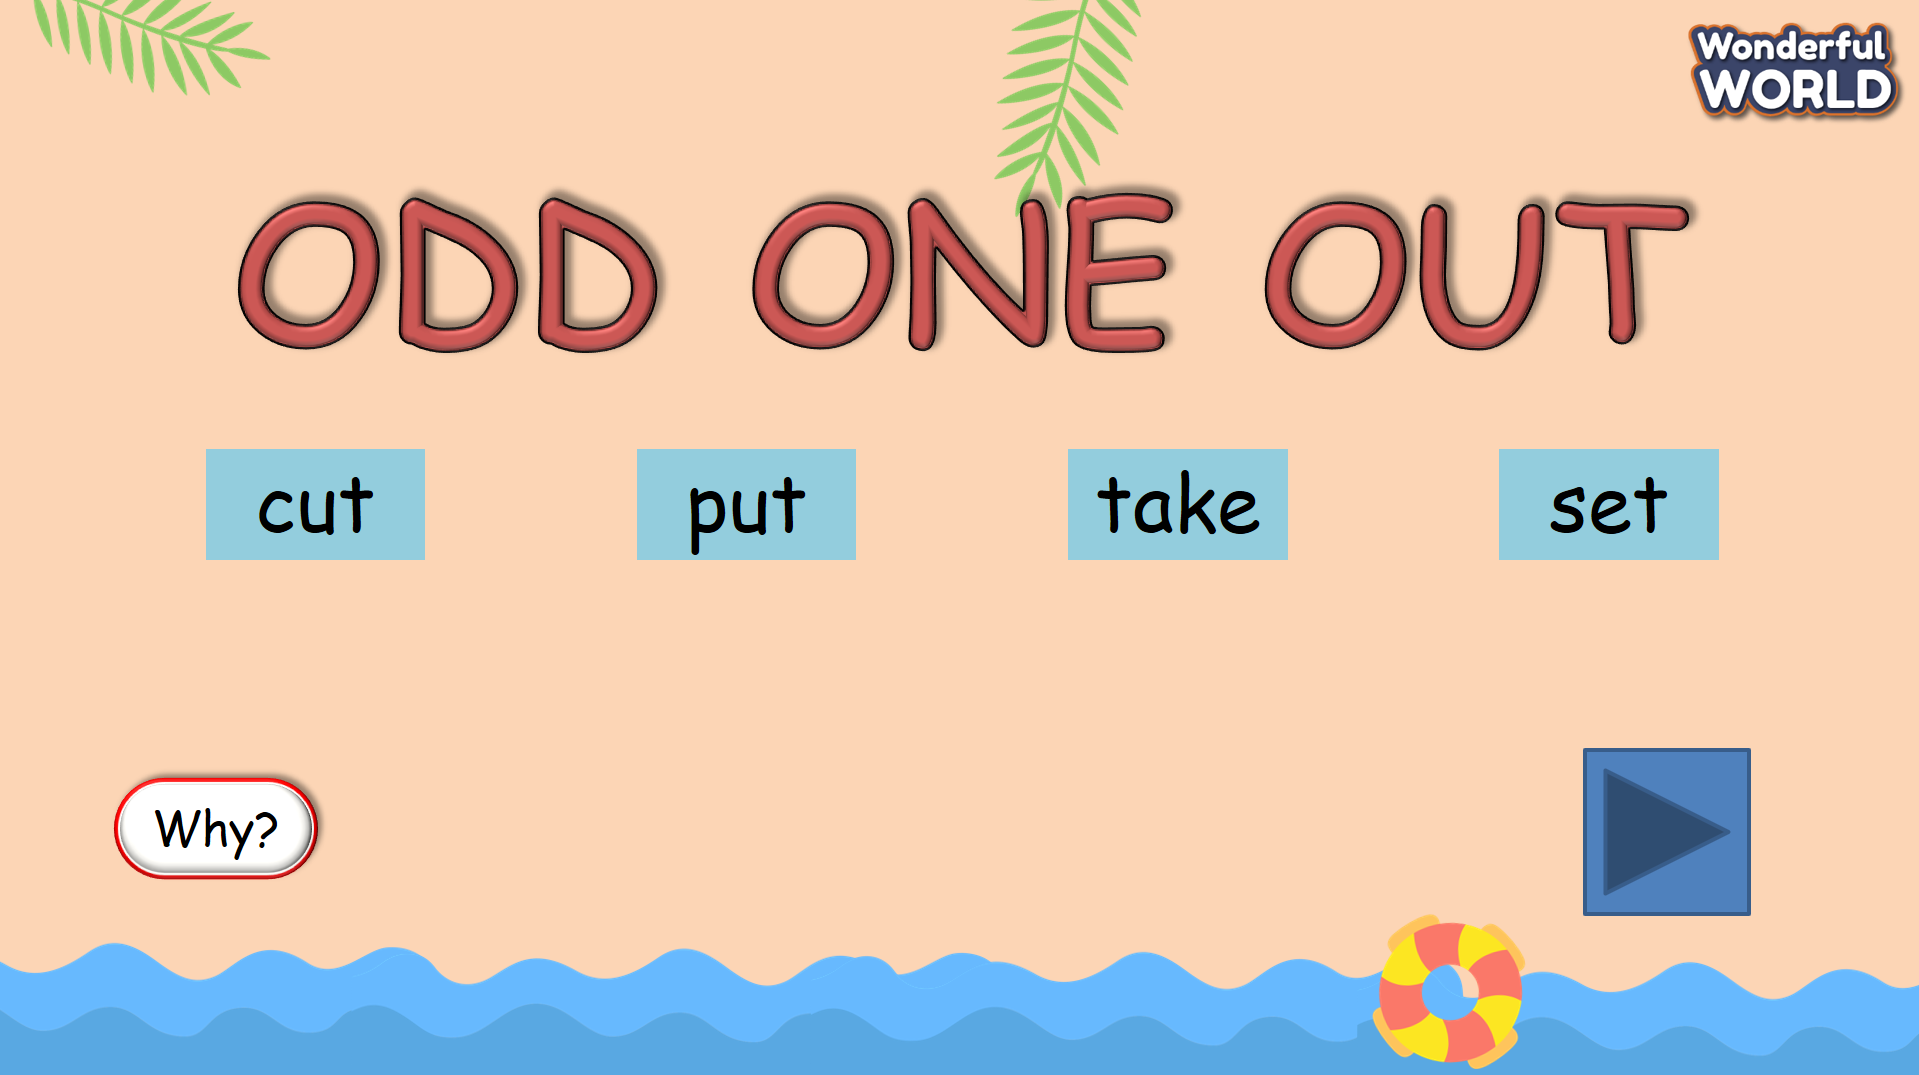 Wonderful
WORLD
ODD ONE OUT
cut put take set
Why?